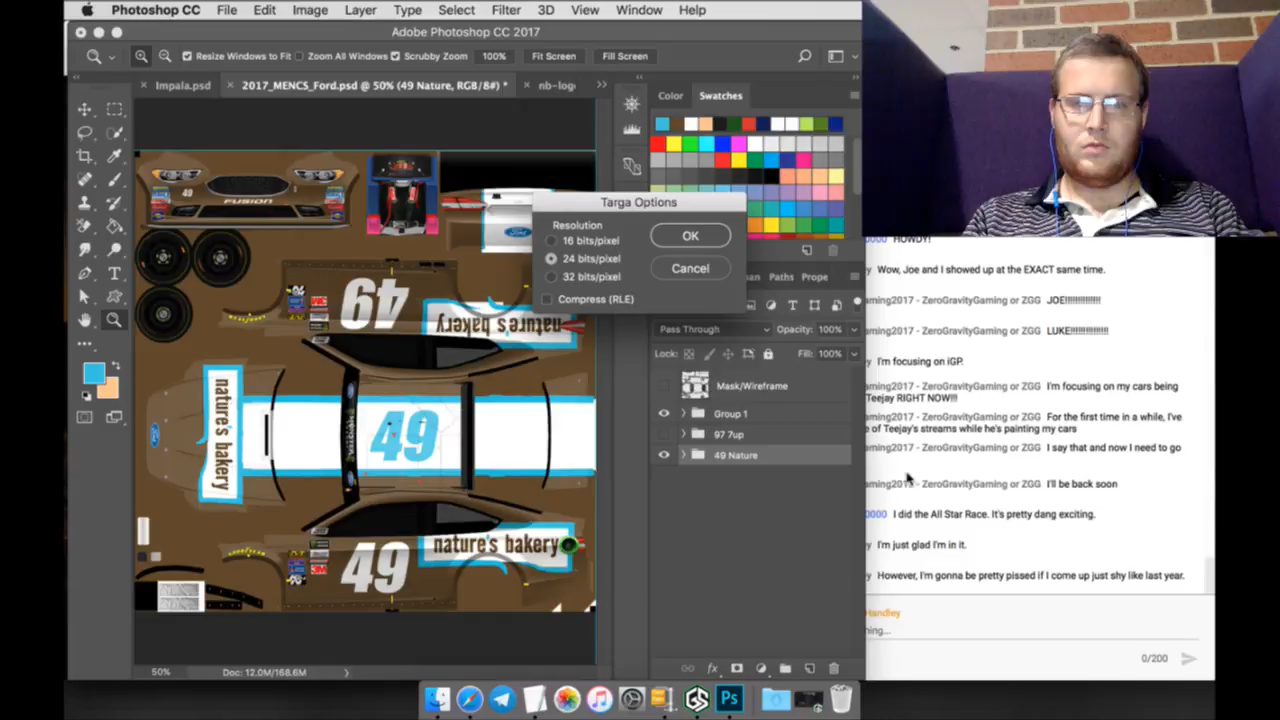 Photoshop CC File Edit Image Layer Type Select Filter 3D View Window Help
Adobe Photoshop CC 2017
Resize Windows to Fit Zoom All Windows Scrubby Zoom 100% Fit Screen Fill Screen
Impala.psd 2017_MENCS_Ford.psd @ 50% (49 Nature, RGB/8#) * nb-logo
Color Swatches
Targa Options
Resolution
16 bits/pixel
24 bits/pixel
32 bits/pixel
Compress (RLE)
OK
Cancel
Paths Prope
Pass Through Opacity: 100%
Lock: Fill: 100%
Mask/Wireframe
Group 1
97 7up
49 Nature
49
FUSION
Ford
49
nature's bakery
nature's bakery
49
Ford
49
nature's bakery
50% Doc: 12.0M/168.6M
0000 HOWDY!
Wow, Joe and I showed up at the EXACT same time.
aming2017 - ZeroGravityGaming or ZGG JOE!!!!!!!!!!!!!!
aming2017 - ZeroGravityGaming or ZGG LUKE!!!!!!!!!!!!!!!
I'm focusing on iGP.
aming2017 - ZeroGravityGaming or ZGG I'm focusing on my cars being
Teejay RIGHT NOW!!!
aming2017 - ZeroGravityGaming or ZGG For the first time in a while, I've
e of Teejay's streams while he's painting my cars
aming2017 - ZeroGravityGaming or ZGG I say that and now I need to go
aming2017 - ZeroGravityGaming or ZGG I'll be back soon
0000 I did the All Star Race. It's pretty dang exciting.
y I'm just glad I'm in it.
y However, I'm gonna be pretty pissed if I come up just shy like last year.
Handley
hing...
0/200
Ps